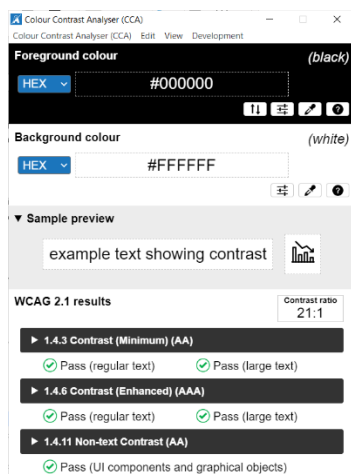 Colour Contrast Analyser (CCA)
Colour Contrast Analyser (CCA) Edit View Development
Foreground colour (black)
HEX #000000
Background colour (white)
HEX #FFFFFF
▼ Sample preview
example text showing contrast
WCAG 2.1 results
Contrast ratio
21:1
▶ 1.4.3 Contrast (Minimum) (AA)
Pass (regular text) Pass (large text)
▶ 1.4.6 Contrast (Enhanced) (AAA)
Pass (regular text) Pass (large text)
▶ 1.4.11 Non-text Contrast (AA)
Pass (UI components and graphical objects)